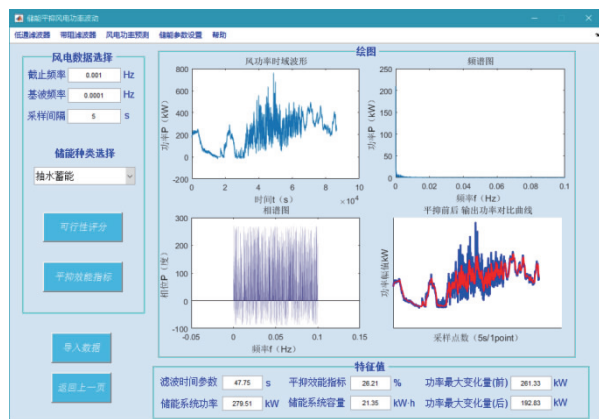 储能平抑风电功率波动
低通滤波器 带阻滤波器 风电功率预测 储能参数设置 帮助
风电数据选择
截止频率 0.001 Hz
基波频率 0.0001 Hz
采样间隔 5 s
储能种类选择
抽水蓄能
可行性评分
平抑效能指标
导入数据
返回上一页
绘图
风功率时域波形
功率P（kW）
800
600
400
200
0
-200
0 2 4 6 8 10
时间t（s） ×10⁴
频谱图
功率P（kW）
250
200
150
100
50
0
0 0.02 0.04 0.06 0.08 0.1
频率f（Hz）
相谱图
相位P（度）
300
200
100
0
-100
-0.05 0 0.05 0.1 0.15
频率f（Hz）
平抑前后 输出功率对比曲线
功率幅值kW
采样点数（5s/1point）
特征值
滤波时间参数 47.75 s 平抑效能指标 26.21 % 功率最大变化量(前) 261.33 kW
储能系统功率 279.51 kW 储能系统容量 21.35 kW·h 功率最大变化量(后) 192.83 kW